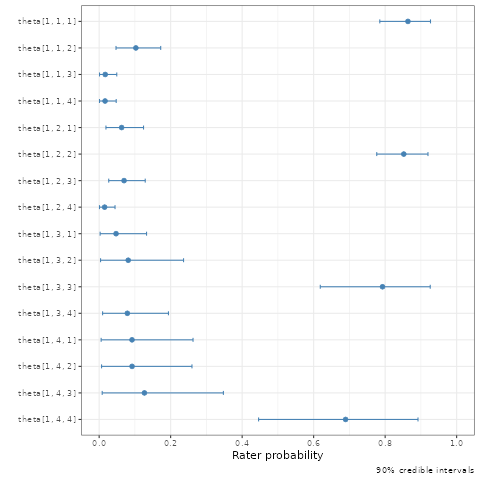 theta[1, 1, 1]
theta[1, 1, 2]
theta[1, 1, 3]
theta[1, 1, 4]
theta[1, 2, 1]
theta[1, 2, 2]
theta[1, 2, 3]
theta[1, 2, 4]
theta[1, 3, 1]
theta[1, 3, 2]
theta[1, 3, 3]
theta[1, 3, 4]
theta[1, 4, 1]
theta[1, 4, 2]
theta[1, 4, 3]
theta[1, 4, 4]
0.0 0.2 0.4 0.6 0.8 1.0
Rater probability
90% credible intervals